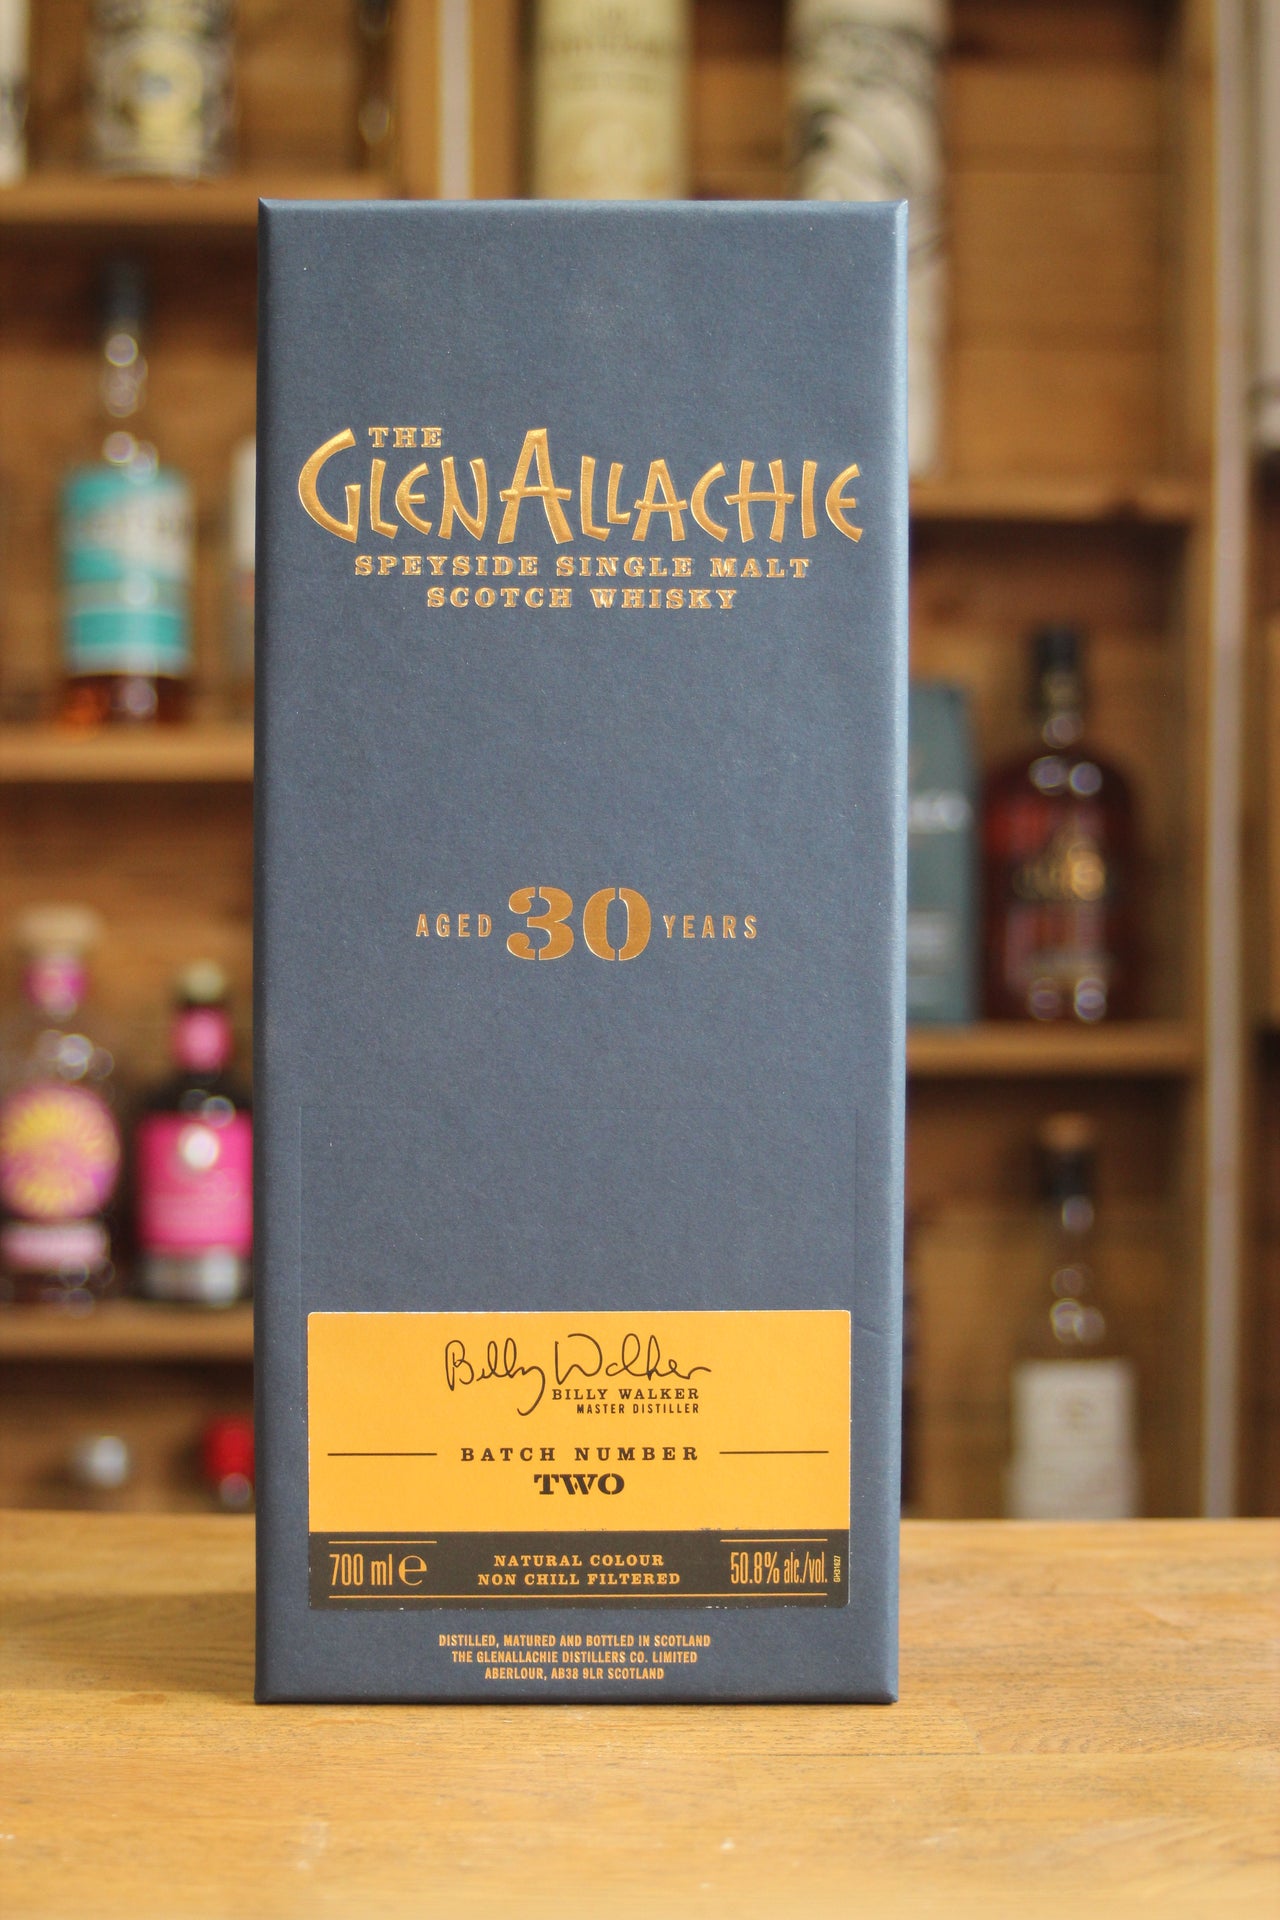 THE
GLENALLACHIE
SPEYSIDE SINGLE MALT
SCOTCH WHISKY
AGED 30 YEARS
Billy Walker
BILLY WALKER
MASTER DISTILLER
BATCH NUMBER
TWO
700 ml e
NATURAL COLOUR
NON CHILL FILTERED
50.8% alc./vol.
DISTILLED, MATURED AND BOTTLED IN SCOTLAND
THE GLENALLACHIE DISTILLERS CO. LIMITED
ABERLOUR, AB38 9LR SCOTLAND